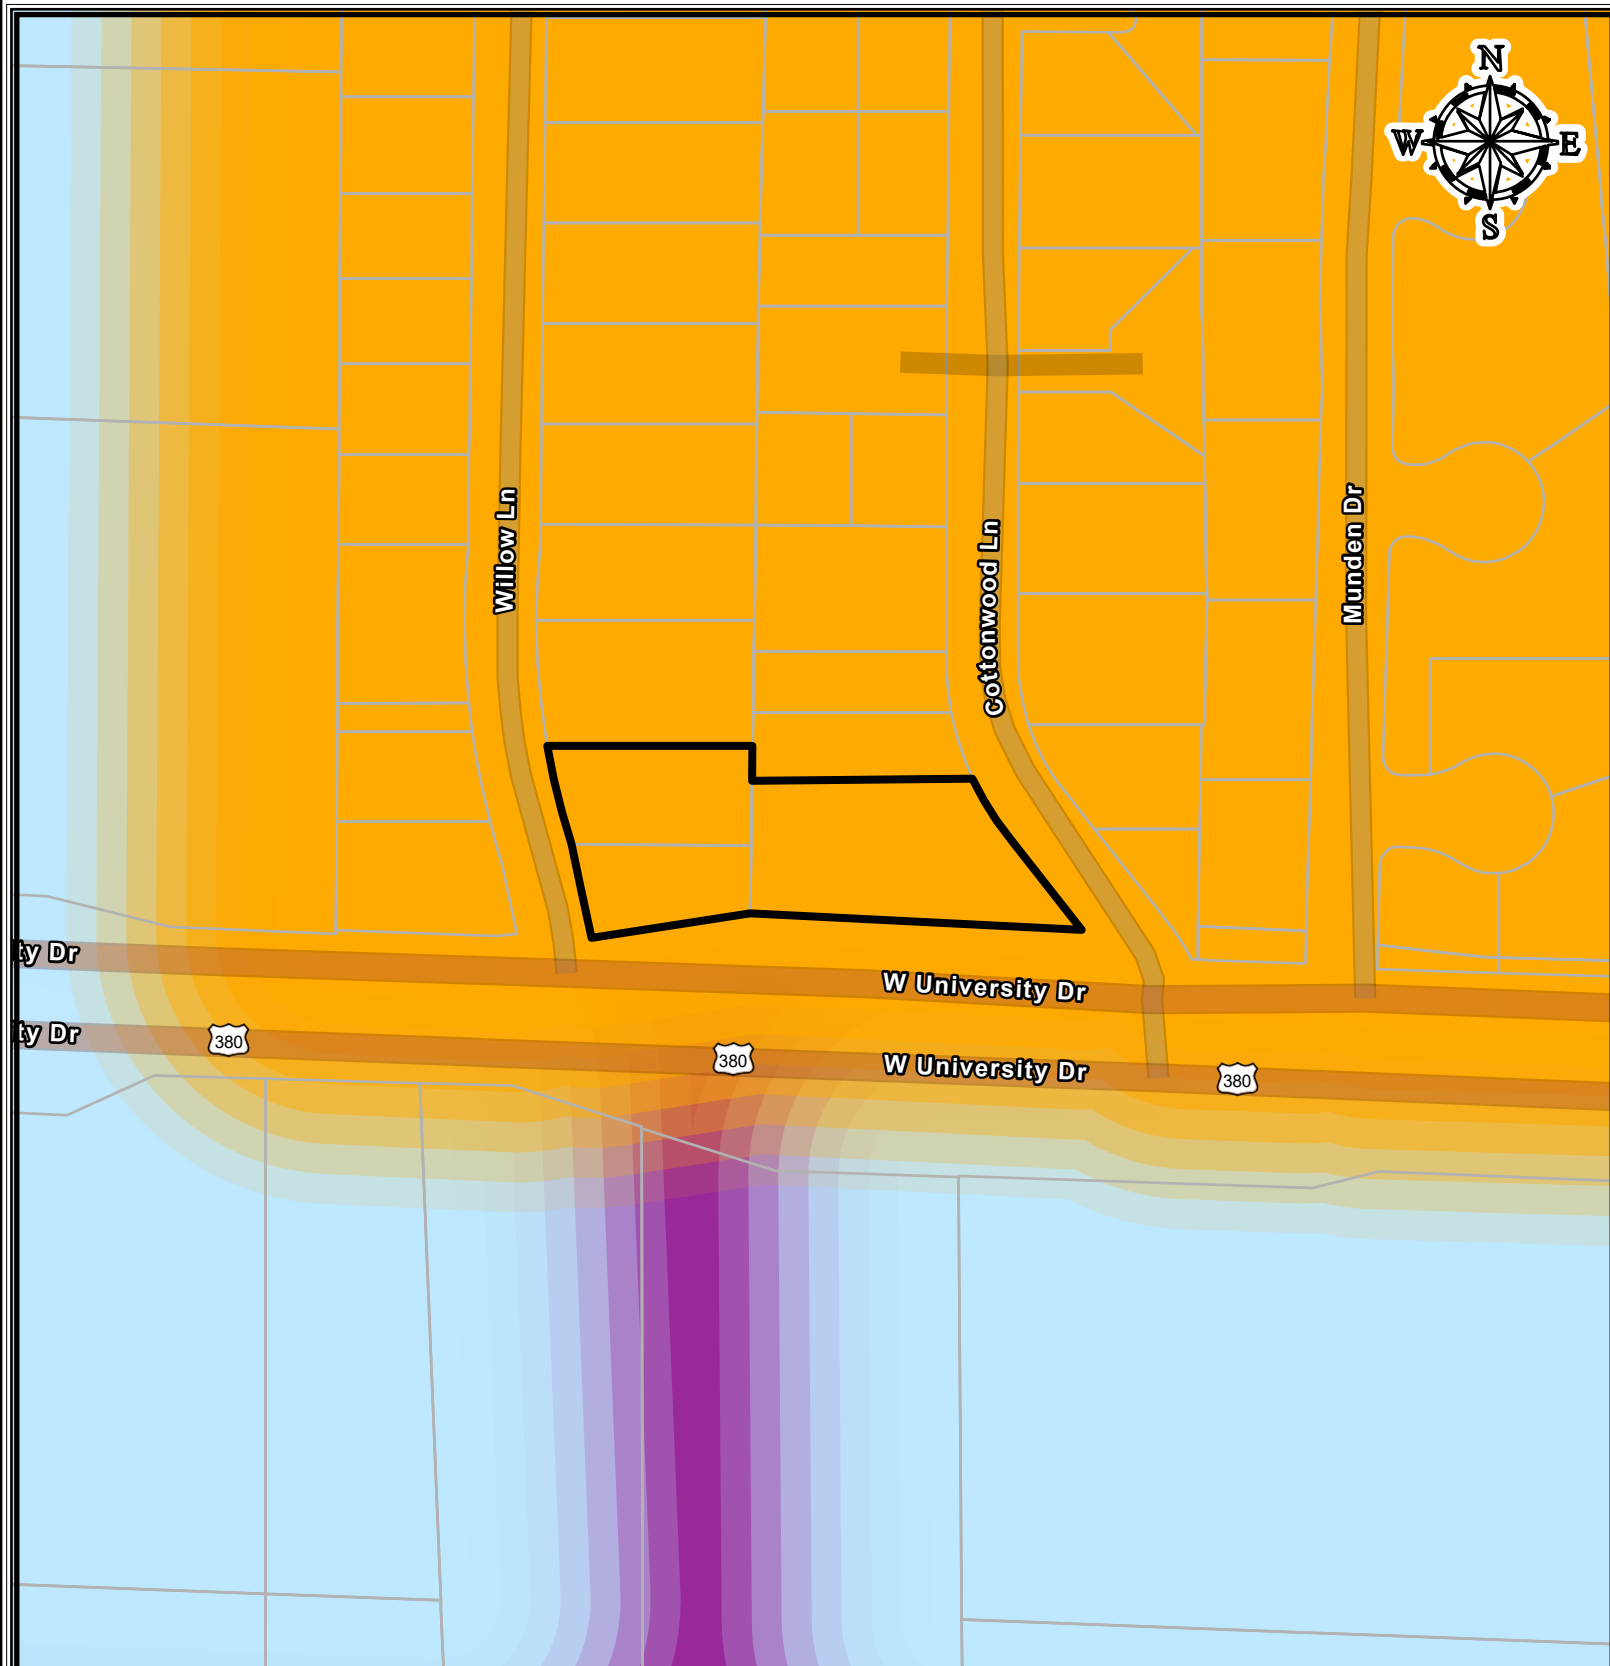 N
W
E
S
Willow Ln
Cottonwood Ln
Munden Dr
ty Dr
W University Dr
ty Dr
380
380
W University Dr
380